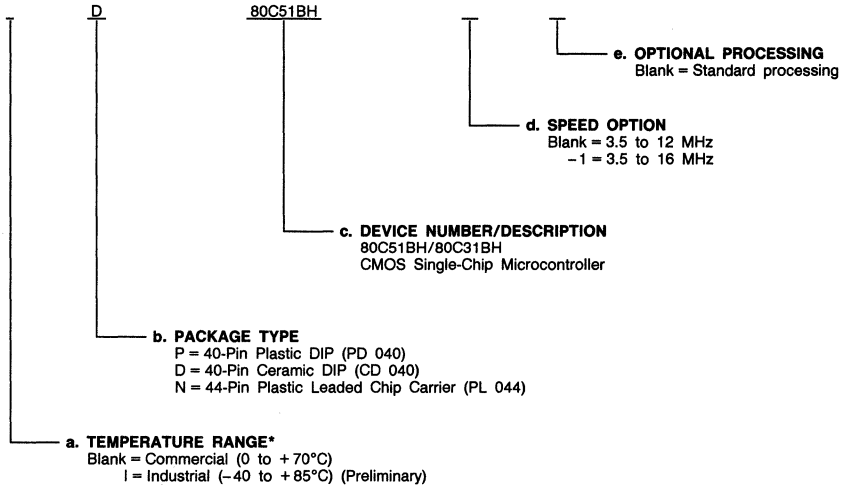 D 80C51BH
e. OPTIONAL PROCESSING
Blank = Standard processing
d. SPEED OPTION
Blank = 3.5 to 12 MHz
-1 = 3.5 to 16 MHz
c. DEVICE NUMBER/DESCRIPTION
80C51BH/80C31BH
CMOS Single-Chip Microcontroller
b. PACKAGE TYPE
P = 40-Pin Plastic DIP (PD 040)
D = 40-Pin Ceramic DIP (CD 040)
N = 44-Pin Plastic Leaded Chip Carrier (PL 044)
a. TEMPERATURE RANGE*
Blank = Commercial (0 to +70°C)
I = Industrial (-40 to +85°C) (Preliminary)